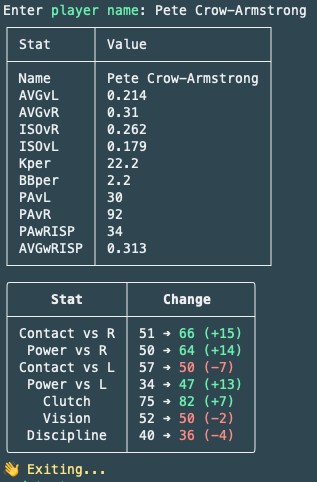 Enter player name: Pete Crow-Armstrong
Stat Value
Name Pete Crow-Armstrong
AVGvL 0.214
AVGvR 0.31
ISOvR 0.262
ISOvL 0.179
Kper 22.2
BBper 2.2
PAvL 30
PAvR 92
PAwRISP 34
AVGwRISP 0.313
Stat Change
Contact vs R 51 → 66 (+15)
Power vs R 50 → 64 (+14)
Contact vs L 57 → 50 (-7)
Power vs L 34 → 47 (+13)
Clutch 75 → 82 (+7)
Vision 52 → 50 (-2)
Discipline 40 → 36 (-4)
👋 Exiting...